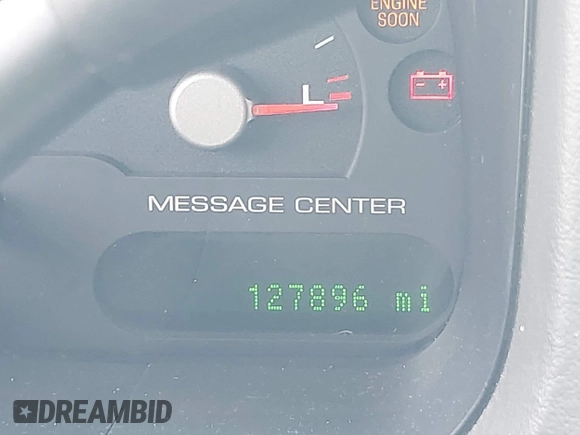 ENGINE
SOON
L
MESSAGE CENTER
127896 mi
DREAMBID